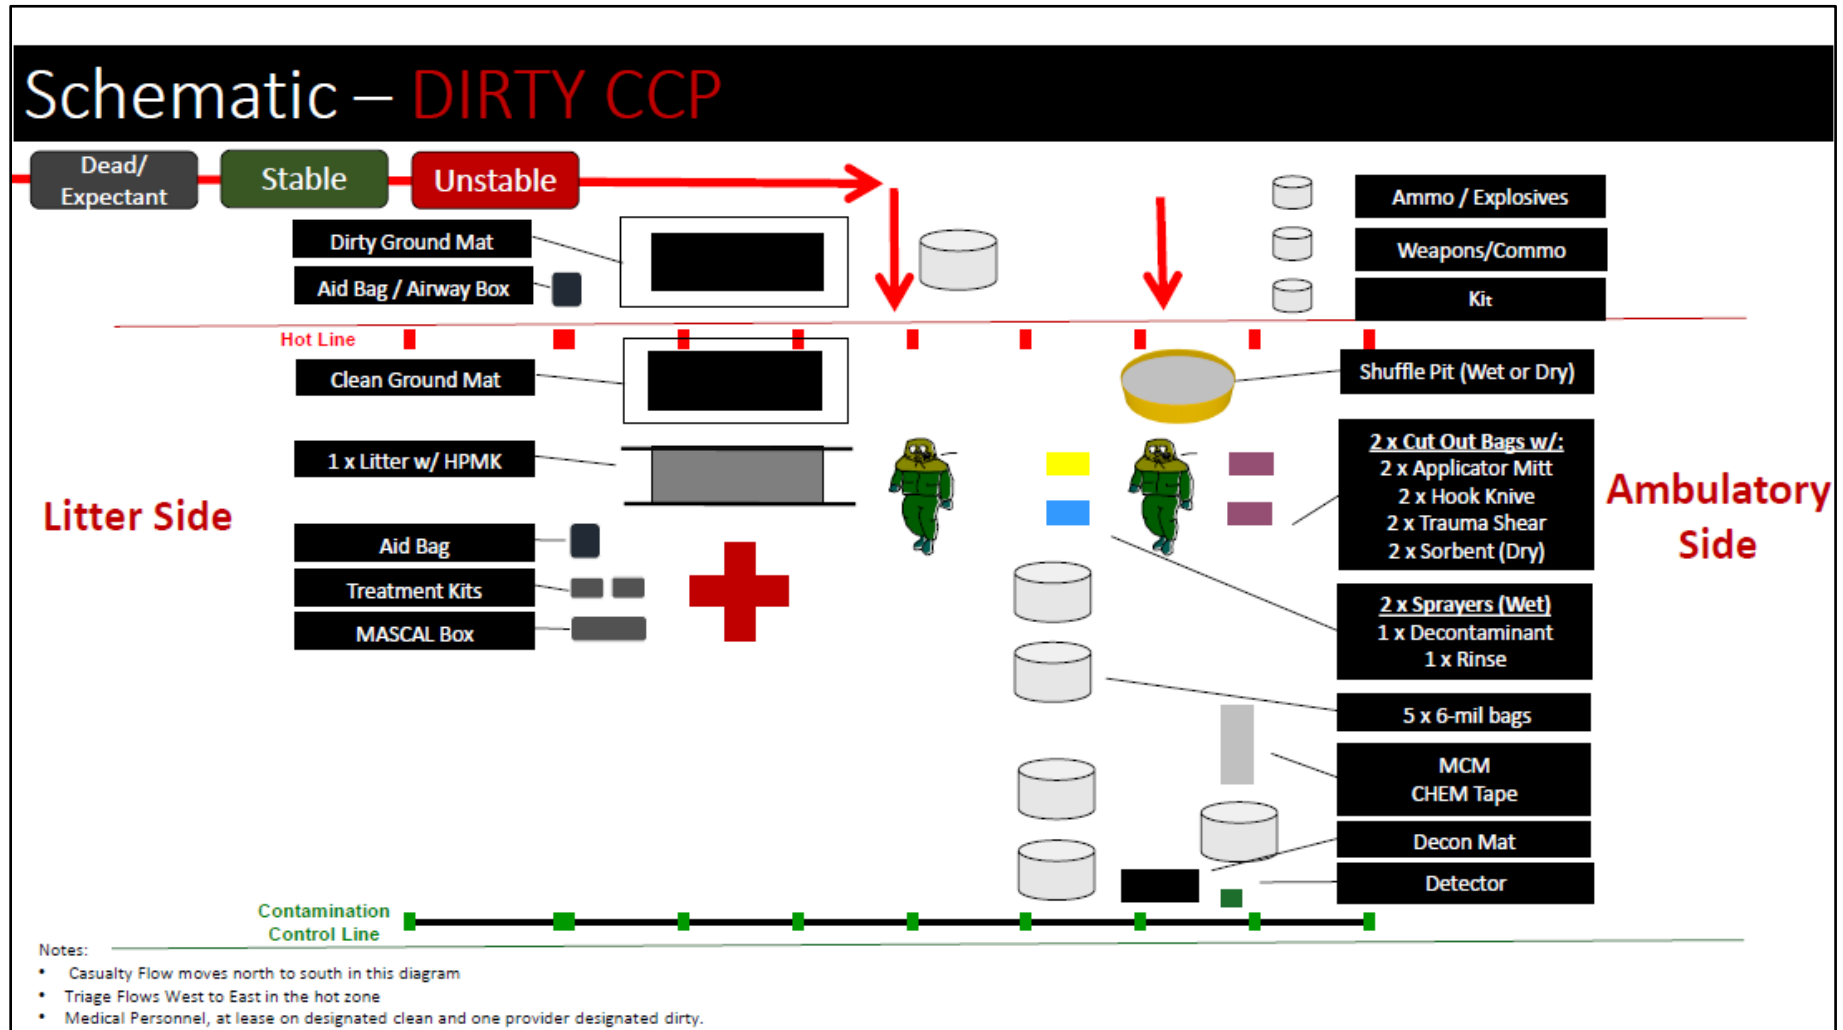 Schematic – DIRTY CCP
Dead/
Expectant
Stable
Unstable
Dirty Ground Mat
Aid Bag / Airway Box
Ammo / Explosives
Weapons/Commo
Kit
Hot Line
Clean Ground Mat
1 x Litter w/ HPMK
Litter Side
Aid Bag
Treatment Kits
MASCAL Box
Shuffle Pit (Wet or Dry)
2 x Cut Out Bags w/:
2 x Applicator Mitt
2 x Hook Knive
2 x Trauma Shear
2 x Sorbent (Dry)
Ambulatory
Side
2 x Sprayers (Wet)
1 x Decontaminant
1 x Rinse
5 x 6-mil bags
MCM
CHEM Tape
Decon Mat
Detector
Contamination
Control Line
Notes:
• Casualty Flow moves north to south in this diagram
• Triage Flows West to East in the hot zone
• Medical Personnel, at lease on designated clean and one provider designated dirty.